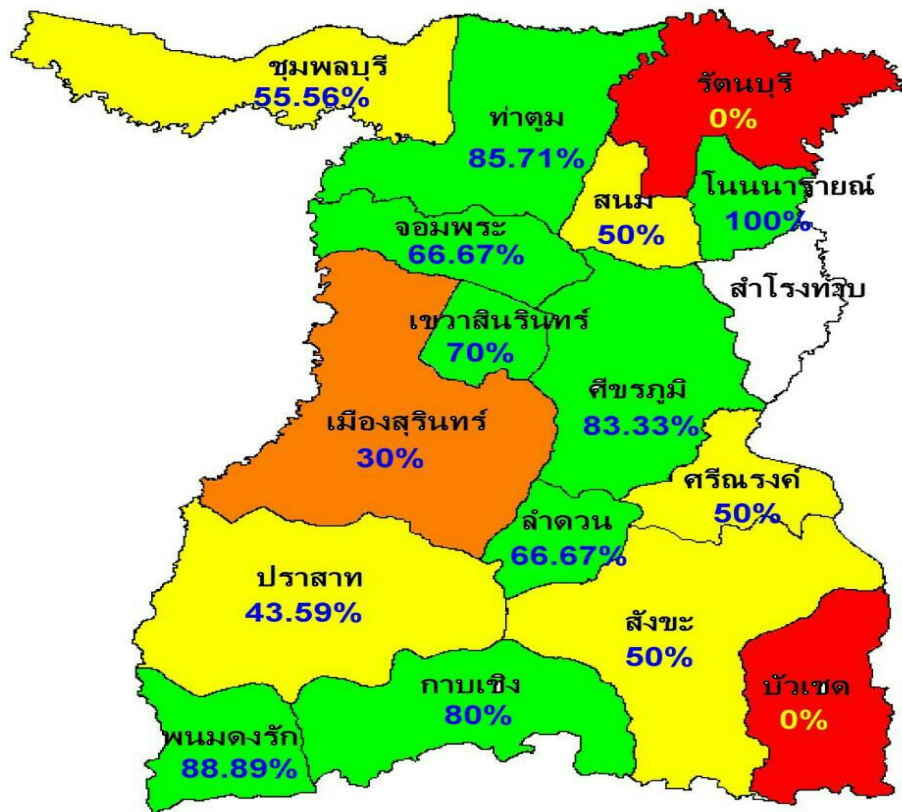 ชุมพลบุรี
55.56%
ท่าตูม
85.71%
รัตนบุรี
0%
สนม
50%
โนนนารายณ์
100%
จอมพระ
66.67%
สำโรงทาบ
เขวาสินรินทร์
70%
ศีขรภูมิ
83.33%
เมืองสุรินทร์
30%
ศรีณรงค์
50%
ลำดวน
66.67%
ปราสาท
43.59%
สังขะ
50%
กาบเชิง
80%
บัวเชด
0%
พนมดงรัก
88.89%